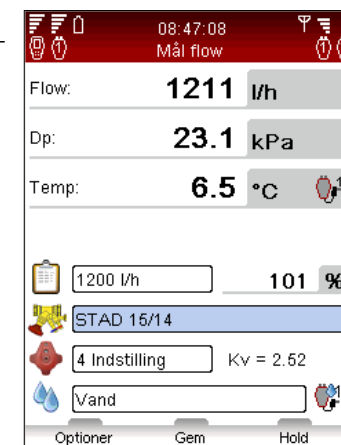 08:47:08
Mål flow
Flow: 1211 l/h
Dp: 23.1 kPa
Temp: 6.5 °C
1200 l/h 101 %
STAD 15/14
4 Indstilling Kv = 2.52
Vand
Optioner Gem Hold